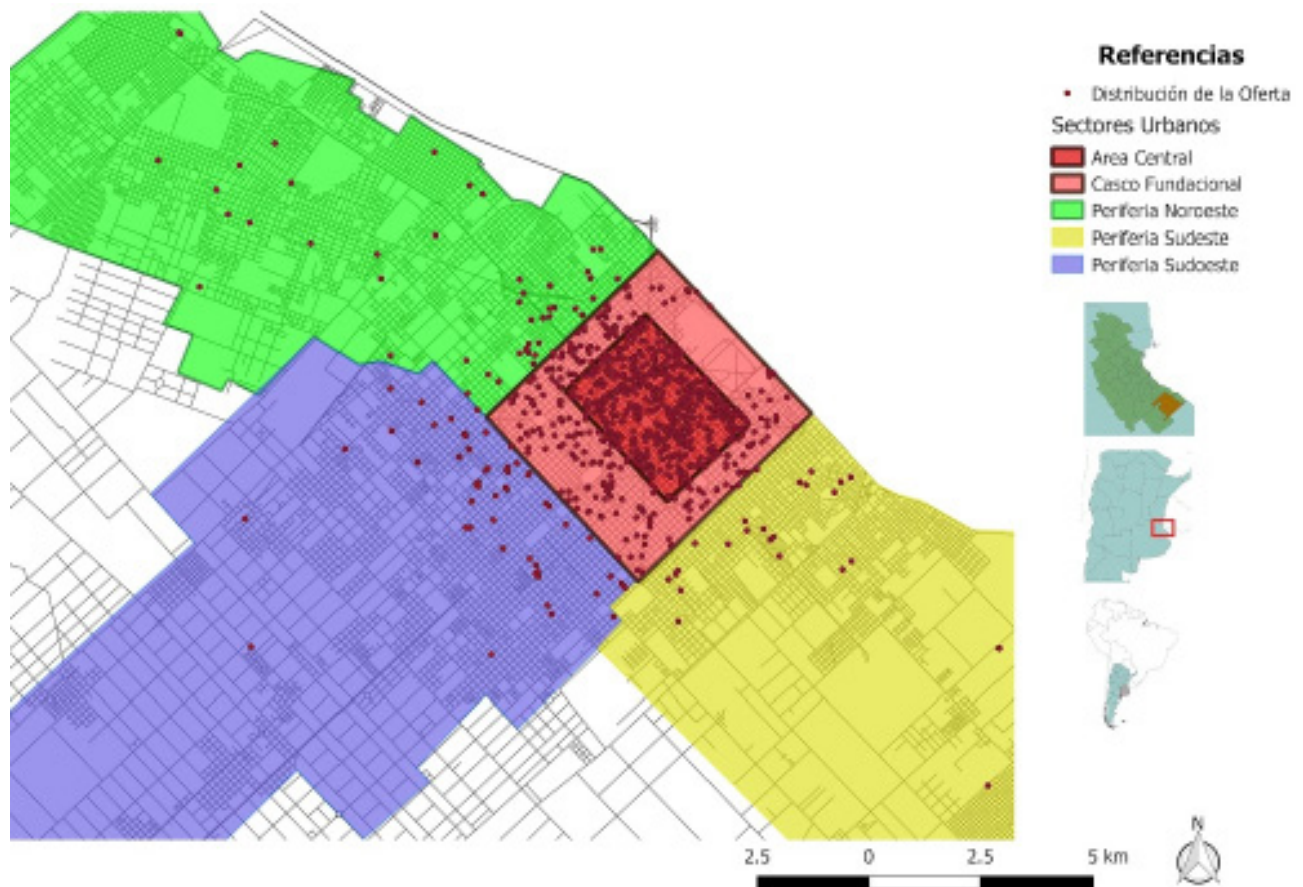 Referencias
Distribución de la Oferta
Sectores Urbanos
Area Central
Casco Fundacional
Periferia Noroeste
Periferia Sudeste
Periferia Sudoeste
N
2.5 0 2.5 5 km